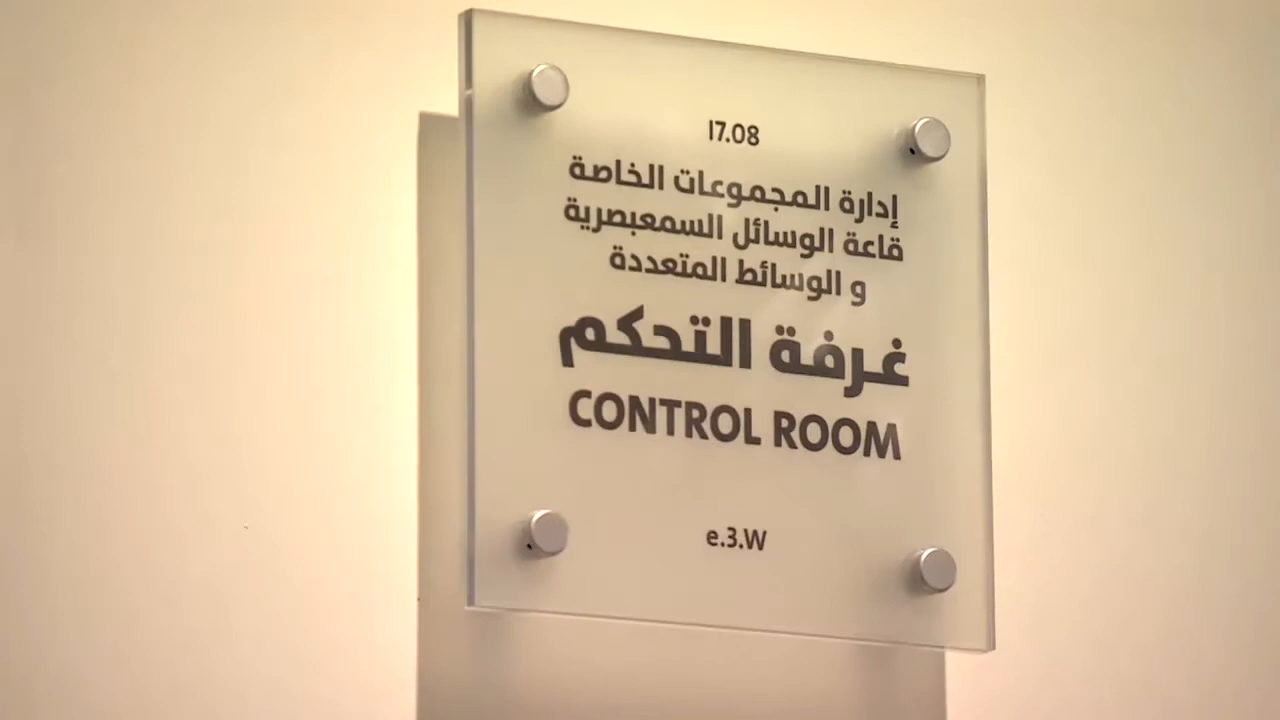 17.08
إدارة المجموعات الخاصة
قاعة الوسائل السمعبصرية
و الوسائط المتعددة
غرفة التحكم
CONTROL ROOM
e.3.W